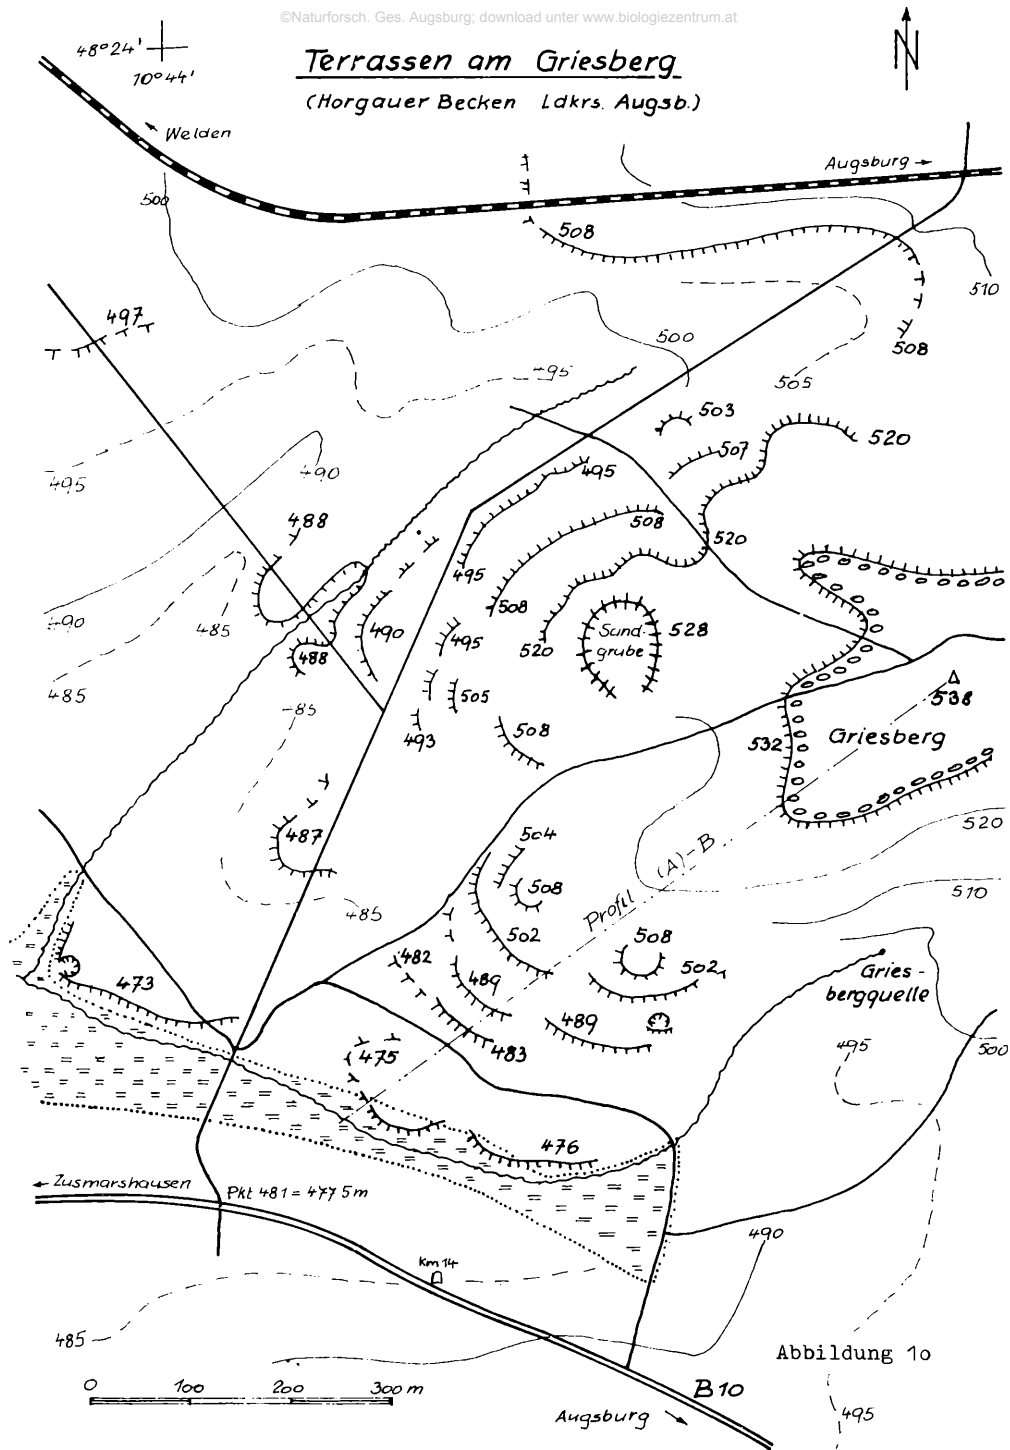 ©Naturforsch. Ges. Augsburg; download unter www.biologiezentrum.at
48°24'
10°44'
Terrassen am Griesberg
(Horgauer Becken Ldkrs. Augsb.)
N
Welden
Augsburg
500
508
510
497
500
508
495
505
503
520
507
495
490
495
508
488
520
495
508
490
485
490
495
520
Sand-
grube
528
488
485
505
538
-85
493
508
532
Griesberg
487
504
520
Profil (A)-B
508
510
485
502
508
482
502
Gries-
bergquelle
473
489
489
483
475
495
500
476
Zusmarshausen
Pkt 481 = 477 5 m
490
km 14
485
Abbildung 1o
0 100 200 300 m
B 10
Augsburg
495